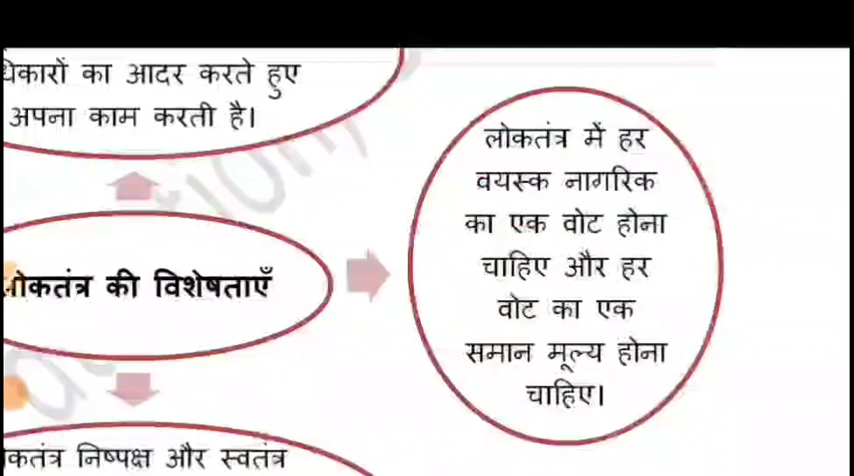 धिकारों का आदर करते हुए
अपना काम करती है।
लोकतंत्र में हर
वयस्क नागरिक
का एक वोट होना
चाहिए और हर
वोट का एक
समान मूल्य होना
चाहिए।
लोकतंत्र की विशेषताएँ
कतंत्र निष्पक्ष और स्वतंत्र